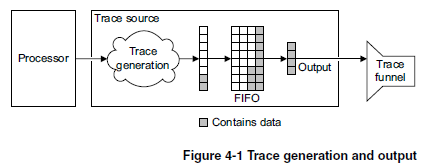 Trace source
Processor
Trace
generation
FIFO
Output
Trace
funnel
Contains data
Figure 4-1 Trace generation and output